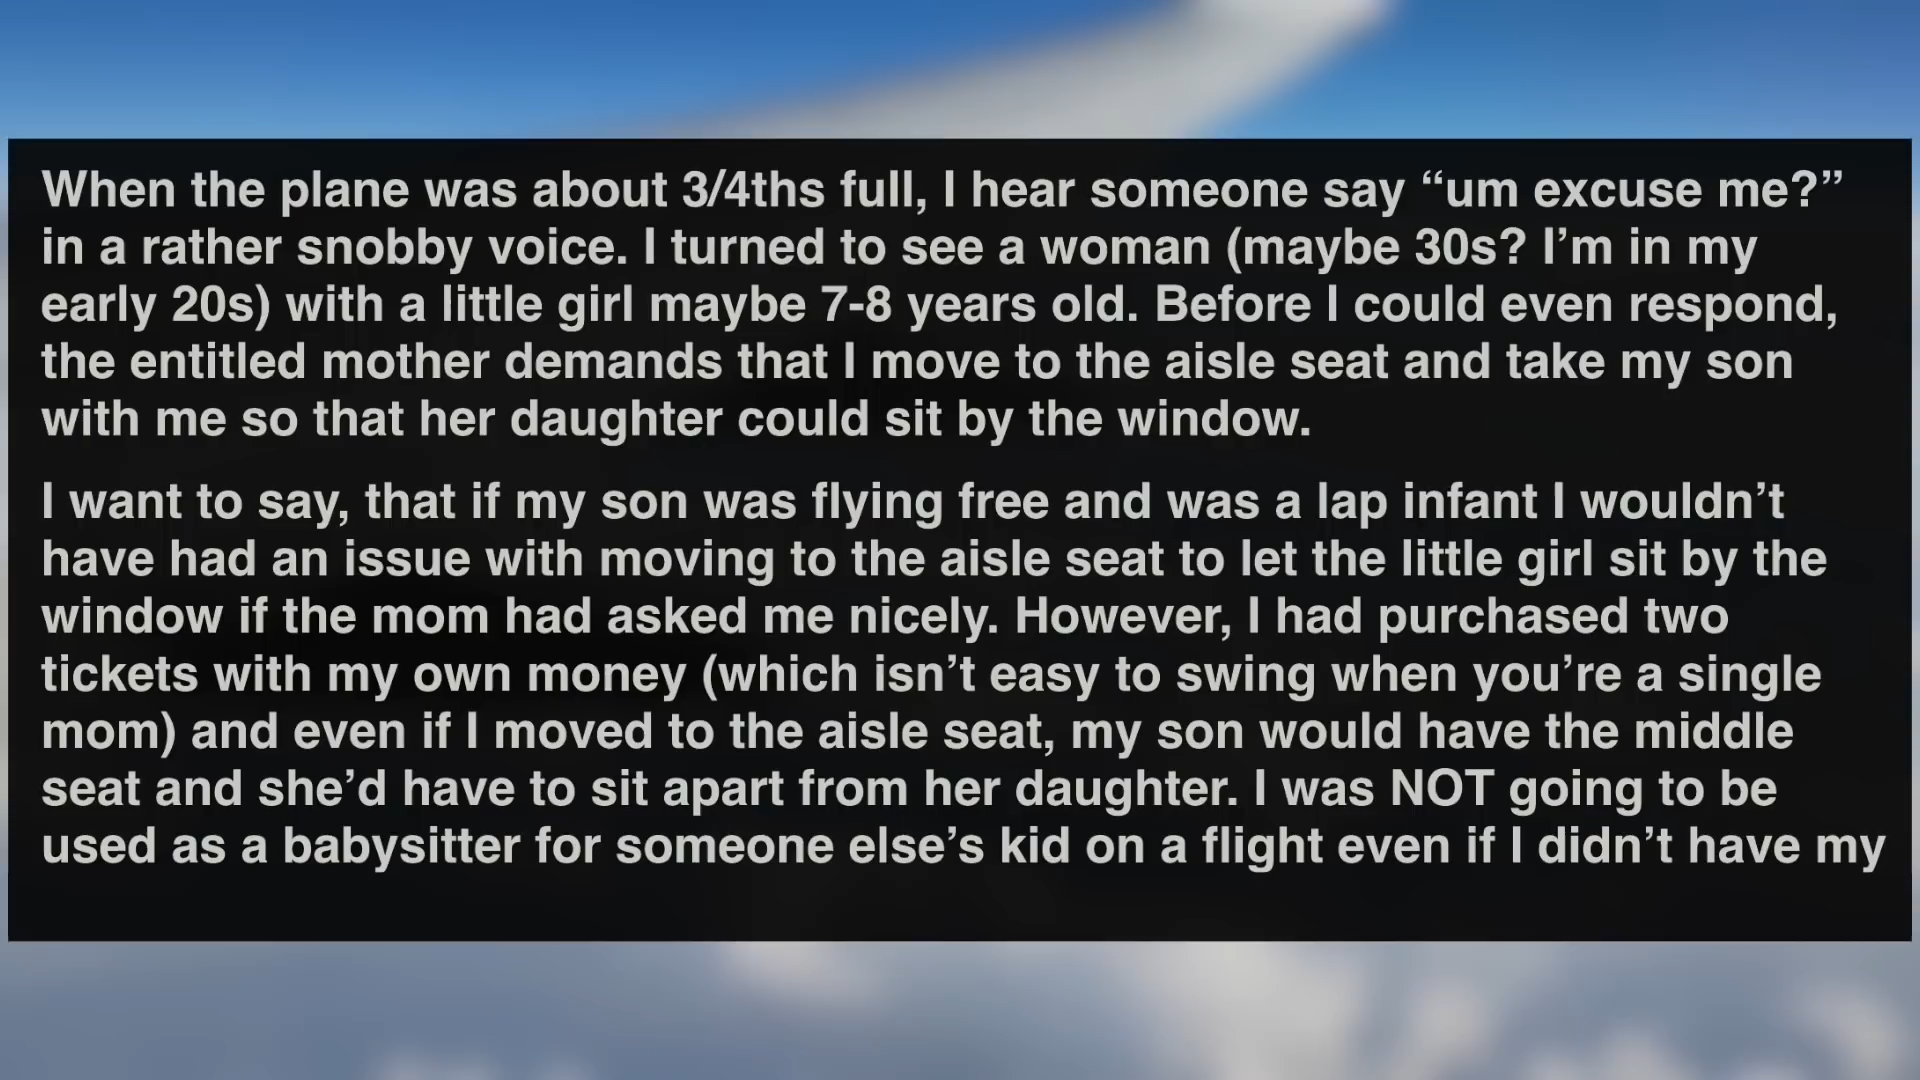 When the plane was about 3/4ths full, I hear someone say “um excuse me?”
in a rather snobby voice. I turned to see a woman (maybe 30s? I’m in my
early 20s) with a little girl maybe 7-8 years old. Before I could even respond,
the entitled mother demands that I move to the aisle seat and take my son
with me so that her daughter could sit by the window.
I want to say, that if my son was flying free and was a lap infant I wouldn’t
have had an issue with moving to the aisle seat to let the little girl sit by the
window if the mom had asked me nicely. However, I had purchased two
tickets with my own money (which isn’t easy to swing when you’re a single
mom) and even if I moved to the aisle seat, my son would have the middle
seat and she’d have to sit apart from her daughter. I was NOT going to be
used as a babysitter for someone else’s kid on a flight even if I didn’t have my